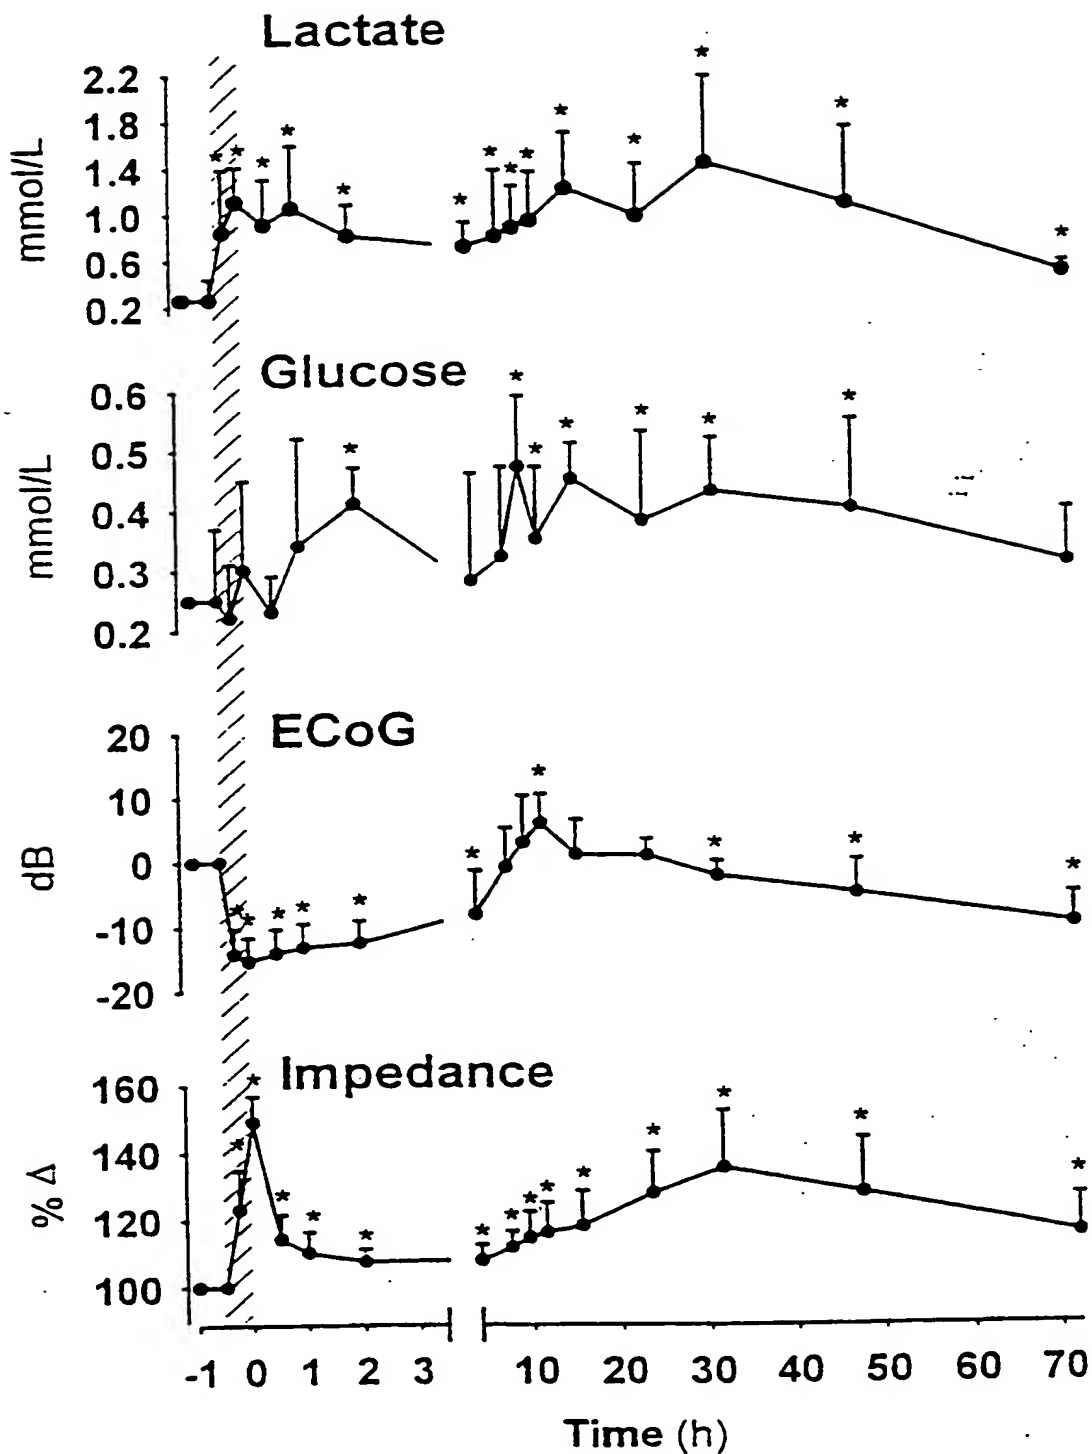 Lactate
mmol/L
2.2
1.8
1.4
1.0
0.6
0.2
* * * * * * * * * * * * * *
Glucose
mmol/L
0.6
0.5
0.4
0.3
0.2
* * * * * * *
ECoG
dB
20
10
0
-10
-20
* * * * * * * * * *
Impedance
% Δ
160
140
120
100
* * * * * * * * * * * * * *
-1 0 1 2 3 10 20 30 40 50 60 70
Time (h)